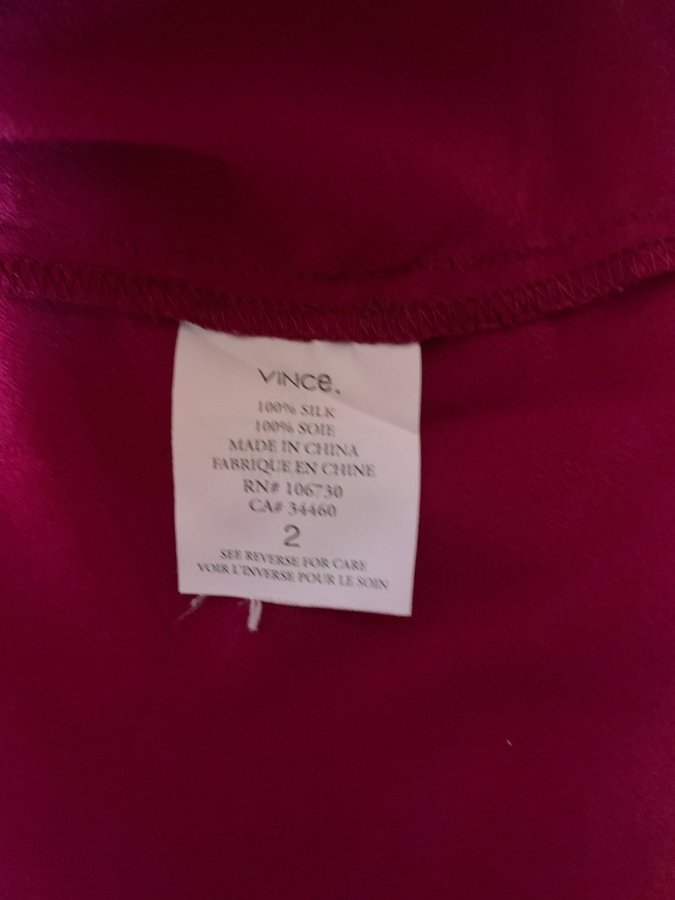 VINCE.
100% SILK
100% SOIE
MADE IN CHINA
FABRIQUE EN CHINE
RN# 106730
CA# 34460
2
SEE REVERSE FOR CARE
VOIR L'INVERSE POUR LE SOIN